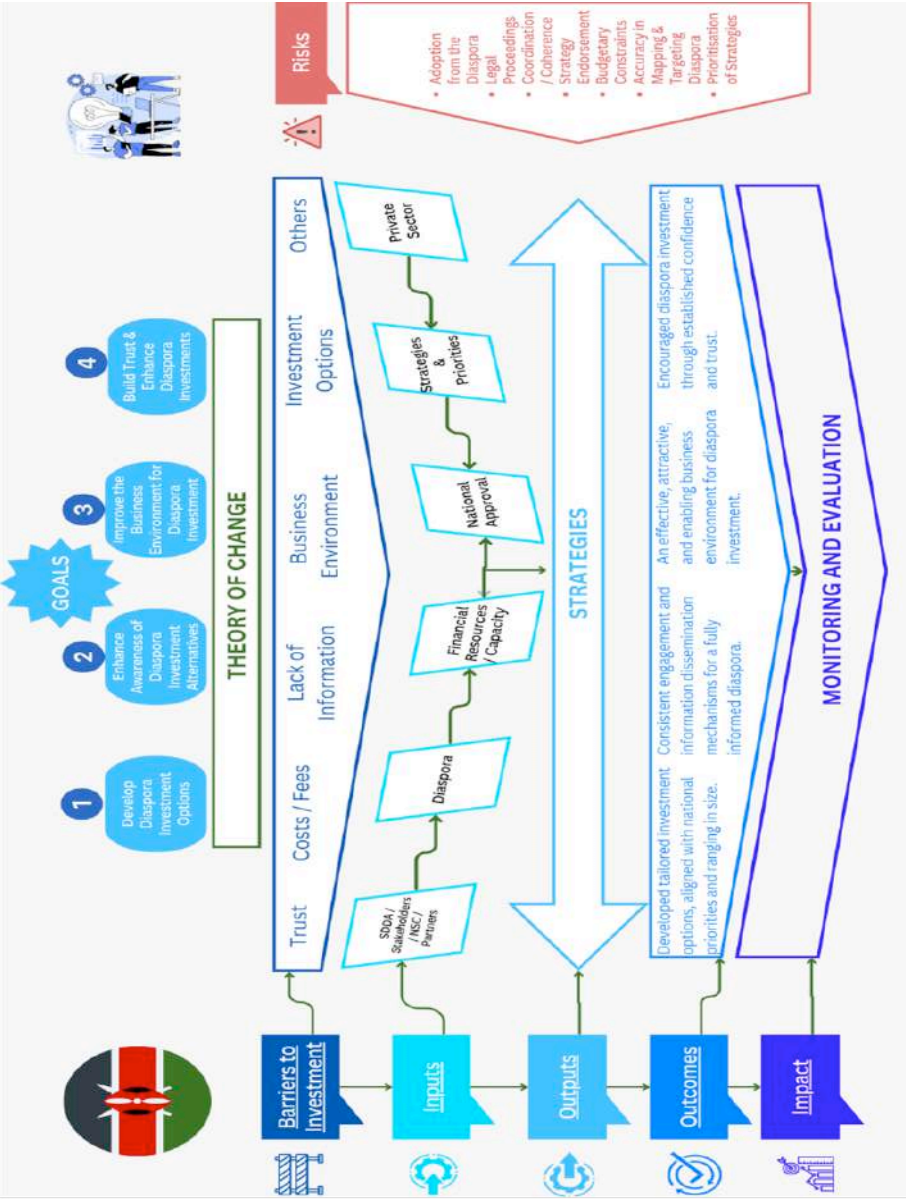 GOALS
1
Develop
Diaspora
Investment
Options
2
Enhance
Awareness of
Diaspora
Investment
Alternatives
3
Improve the
Business
Environment for
Diaspora
Investment
4
Build Trust &
Enhance
Diaspora
Investments
THEORY OF CHANGE
Barriers to
Investment
Trust
Costs / Fees
Lack of
Information
Business
Environment
Investment
Options
Others
Inputs
SDDA /
Stakeholders
/ NSC /
Partners
Diaspora
Financial
Resources
/ Capacity
National
Approval
Strategies
&
Priorities
Private
Sector
Outputs
STRATEGIES
Outcomes
Developed tailored investment
options, aligned with national
priorities and ranging in size.
Consistent engagement and
information dissemination
mechanisms for a fully
informed diaspora.
An effective, attractive,
and enabling business
environment for diaspora
investment.
Encouraged diaspora investment
through established confidence
and trust.
Impact
MONITORING AND EVALUATION
Risks
• Adoption
from the
Diaspora
• Legal
Proceedings
• Coordination
/ Coherence
• Strategy
Endorsement
• Budgetary
Constraints
• Accuracy in
Mapping &
Targeting
Diaspora
• Prioritisation
of Strategies